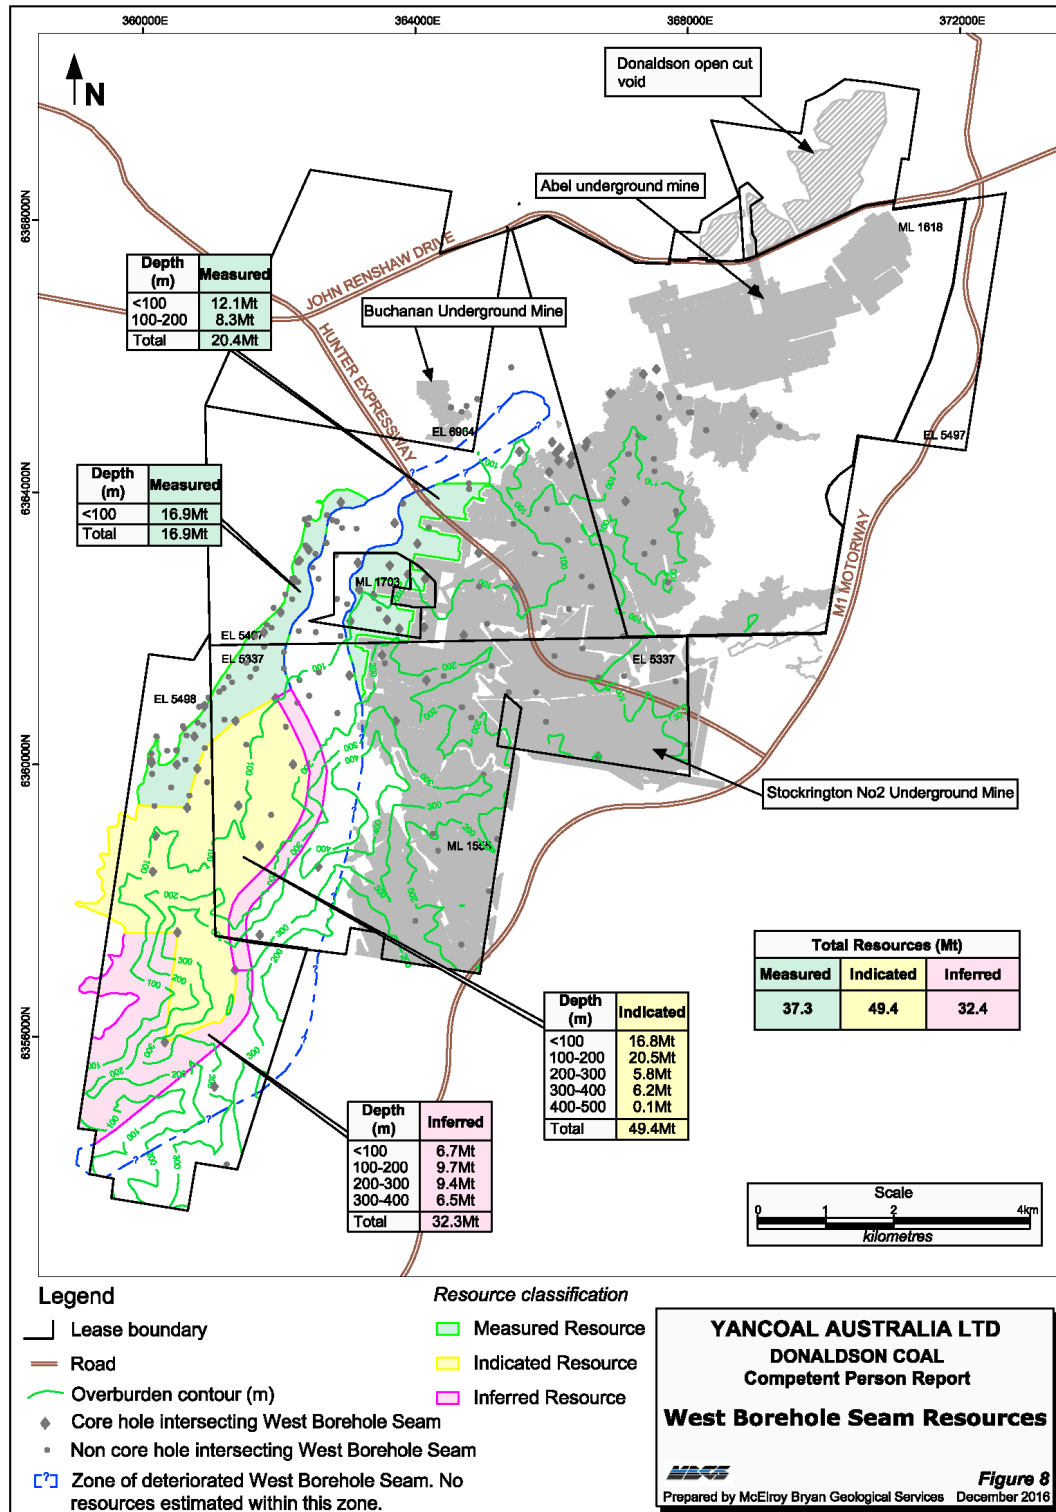 360000E
364000E
368000E
372000E
6368000N
6364000N
6360000N
6356000N
N
Donaldson open cut
void
Abel underground mine
ML 1618
JOHN RENSHAW DRIVE
HUNTER EXPRESSWAY
Buchanan Underground Mine
Depth
(m)
Measured
<100 12.1Mt
100-200 8.3Mt
Total 20.4Mt
EL 6964
EL 5497
M1 MOTORWAY
Depth
(m)
Measured
<100 16.9Mt
Total 16.9Mt
ML 1703
EL 5497
EL 5337
EL 5337
EL 5498
Stockrington No2 Underground Mine
ML 1555
Total Resources (Mt)
Measured Indicated Inferred
37.3 49.4 32.4
Depth
(m)
Indicated
<100 16.8Mt
100-200 20.5Mt
200-300 5.8Mt
300-400 6.2Mt
400-500 0.1Mt
Total 49.4Mt
Depth
(m)
Inferred
<100 6.7Mt
100-200 9.7Mt
200-300 9.4Mt
300-400 6.5Mt
Total 32.3Mt
Scale
0 1 2 4km
kilometres
Legend
Lease boundary
Road
Overburden contour (m)
Core hole intersecting West Borehole Seam
Non core hole intersecting West Borehole Seam
[?] Zone of deteriorated West Borehole Seam. No
resources estimated within this zone.
Resource classification
Measured Resource
Indicated Resource
Inferred Resource
YANCOAL AUSTRALIA LTD
DONALDSON COAL
Competent Person Report
West Borehole Seam Resources
MBGS
Figure 8
Prepared by McElroy Bryan Geological Services December 2016